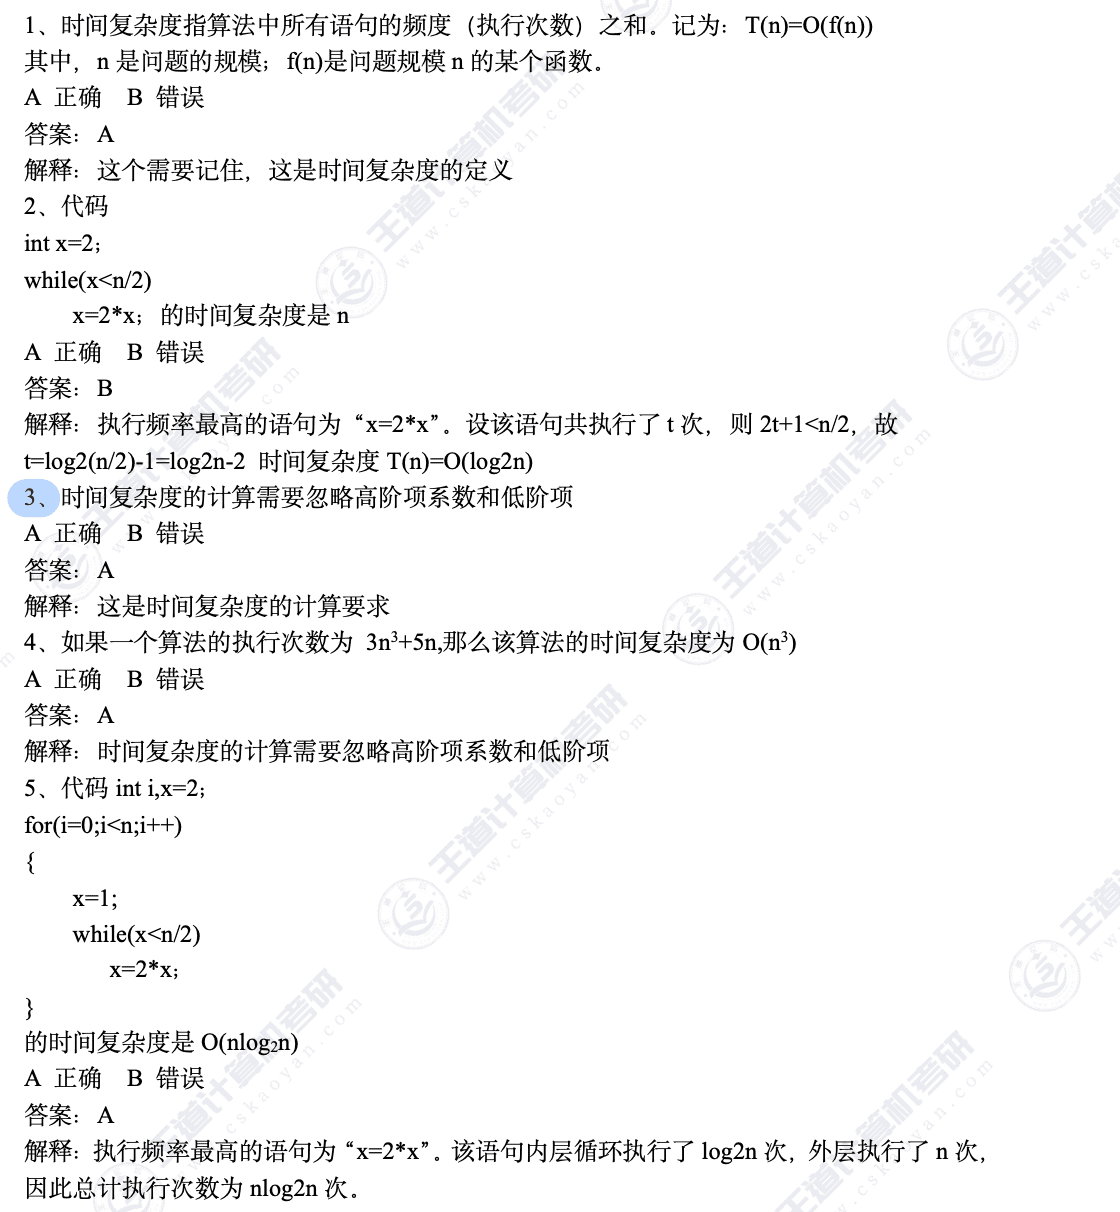 1、时间复杂度指算法中所有语句的频度（执行次数）之和。记为：T(n)=O(f(n))
其中，n 是问题的规模；f(n)是问题规模 n 的某个函数。
A 正确 B 错误
答案：A
解释：这个需要记住，这是时间复杂度的定义
2、代码
int x=2；
while(x<n/2)
x=2*x；的时间复杂度是 n
A 正确 B 错误
答案：B
解释：执行频率最高的语句为“x=2*x”。设该语句共执行了 t 次，则 2t+1<n/2，故
t=log2(n/2)-1=log2n-2 时间复杂度 T(n)=O(log2n)
3、时间复杂度的计算需要忽略高阶项系数和低阶项
A 正确 B 错误
答案：A
解释：这是时间复杂度的计算要求
4、如果一个算法的执行次数为 3n³+5n,那么该算法的时间复杂度为 O(n³)
A 正确 B 错误
答案：A
解释：时间复杂度的计算需要忽略高阶项系数和低阶项
5、代码 int i,x=2；
for(i=0;i<n;i++)
{
x=1;
while(x<n/2)
x=2*x；
}
的时间复杂度是 O(nlog₂n)
A 正确 B 错误
答案：A
解释：执行频率最高的语句为“x=2*x”。该语句内层循环执行了 log2n 次，外层执行了 n 次，
因此总计执行次数为 nlog2n 次。
王道计算机考研
www.cskaoyan.com